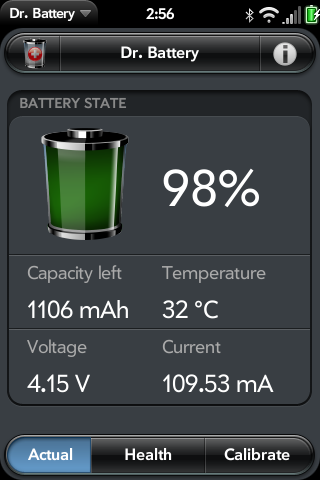 Dr. Battery 2:56
Dr. Battery
BATTERY STATE
98%
Capacity left Temperature
1106 mAh 32 °C
Voltage Current
4.15 V 109.53 mA
Actual Health Calibrate